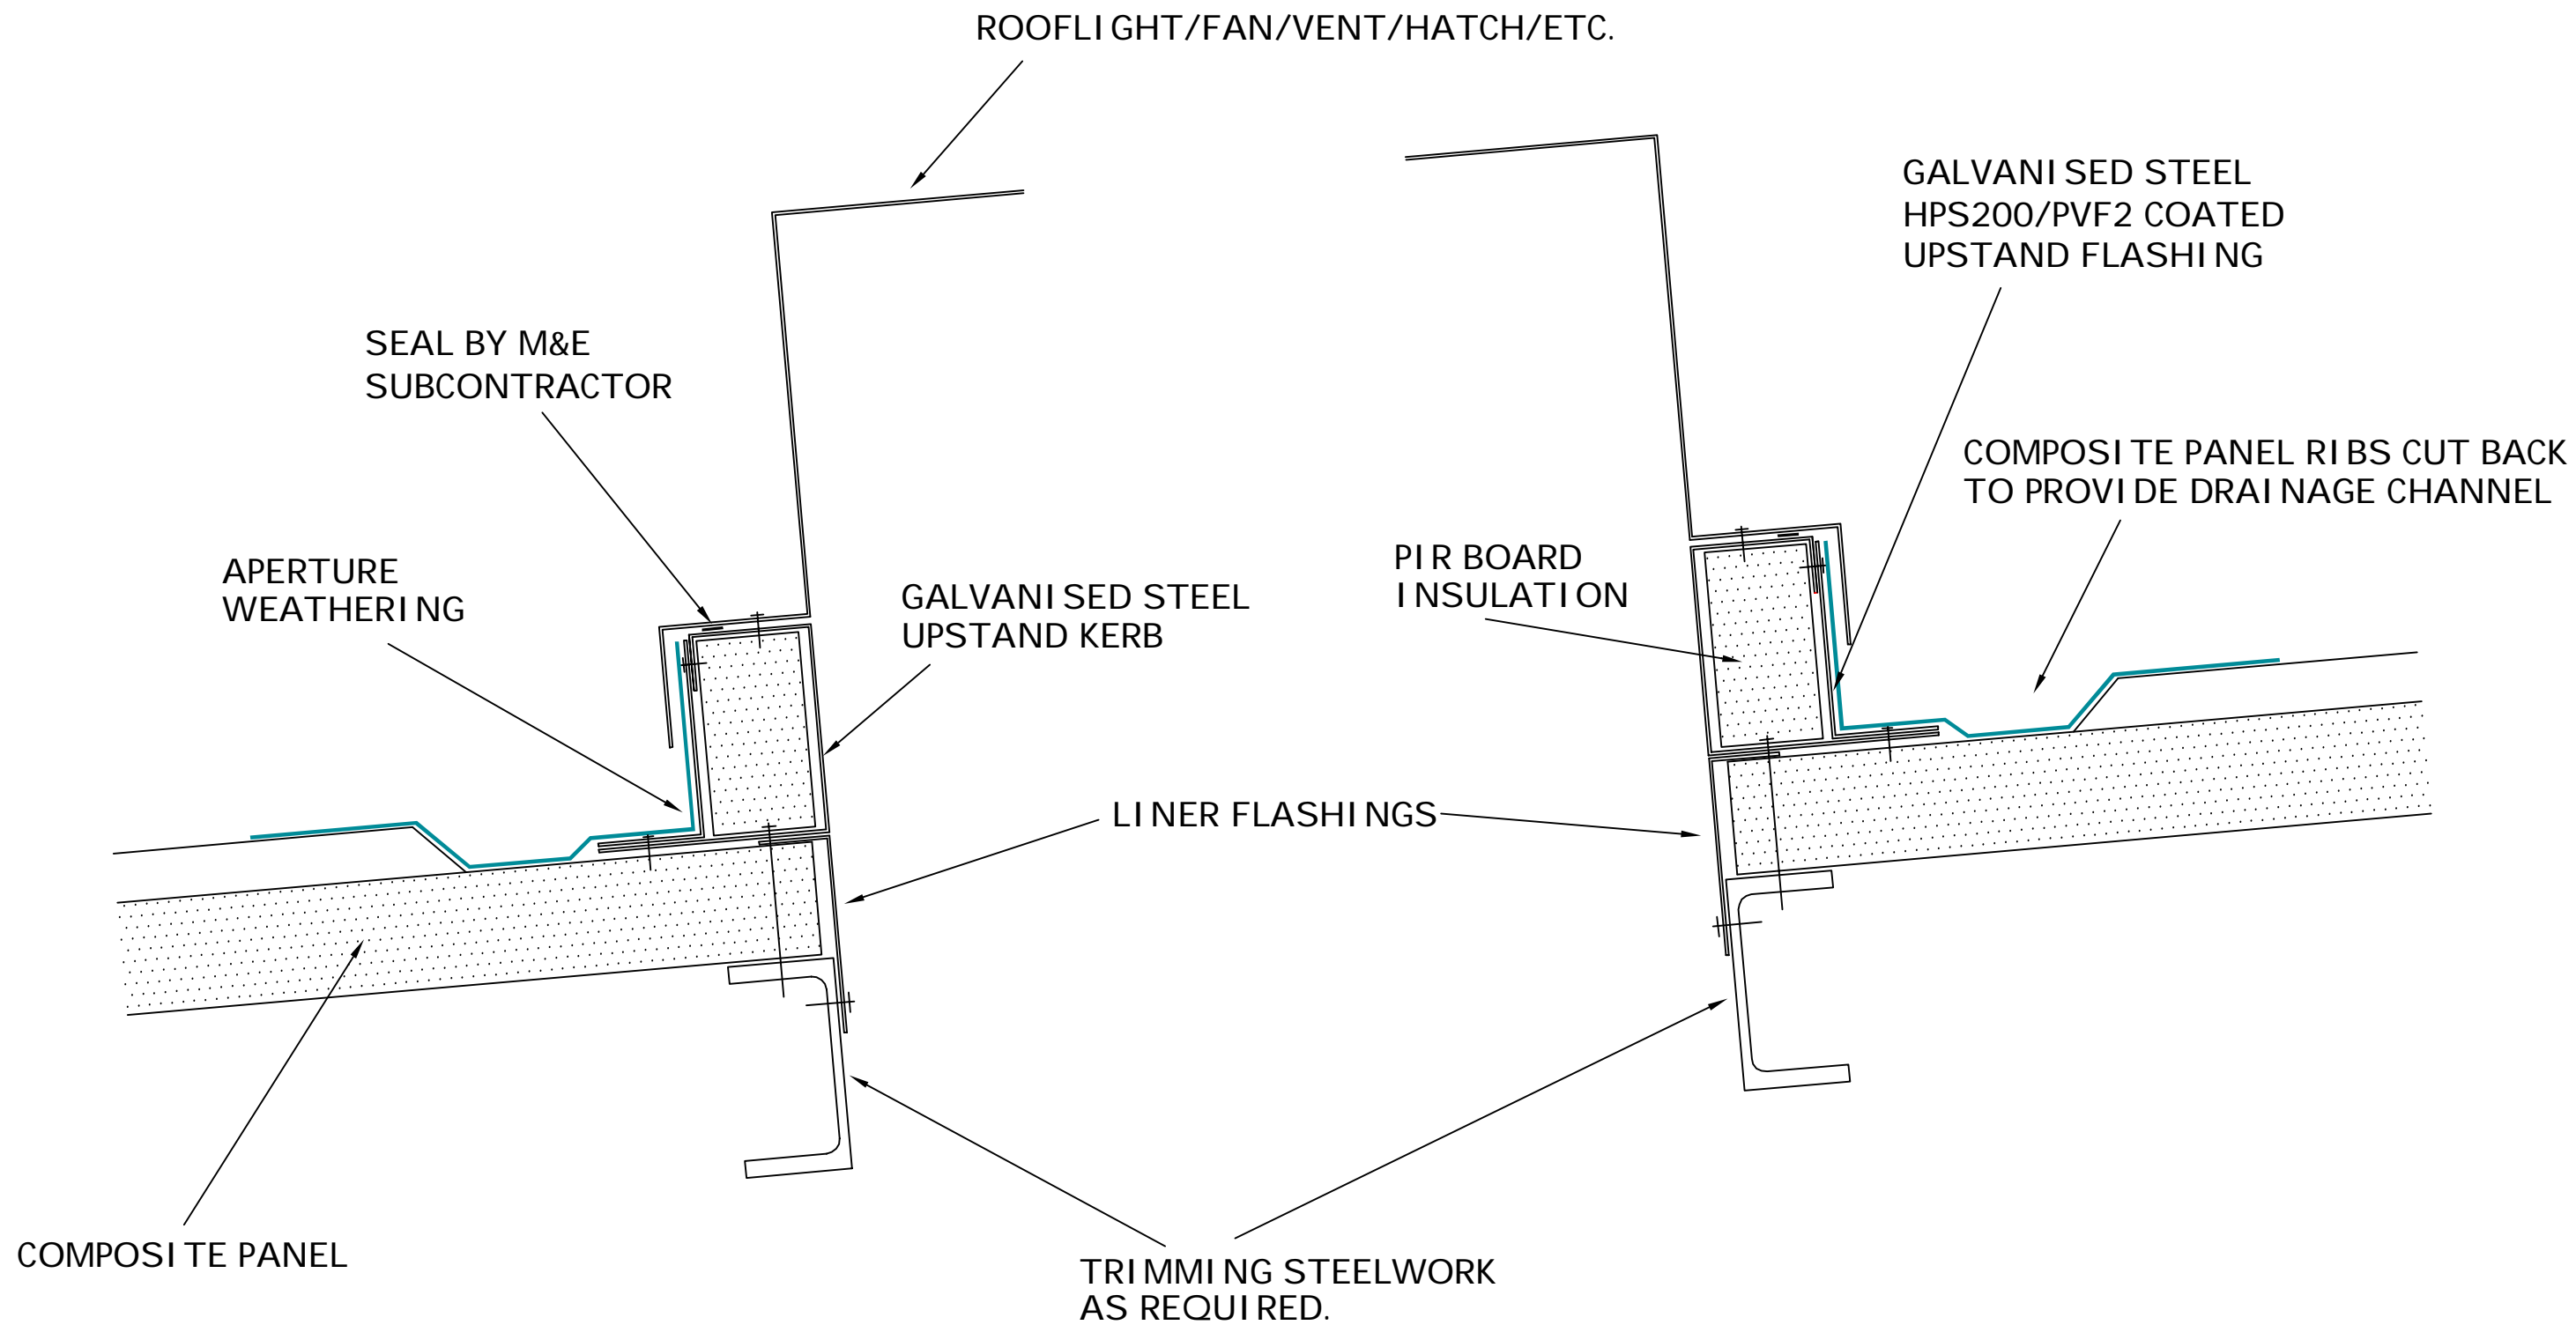 ROOFLIGHT/FAN/VENT/HATCH/ETC.
GALVANISED STEEL
HPS200/PVF2 COATED
UPSTAND FLASHING
SEAL BY M&E
SUBCONTRACTOR
COMPOSITE PANEL RIBS CUT BACK
TO PROVIDE DRAINAGE CHANNEL
APERTURE
WEATHERING
GALVANISED STEEL
UPSTAND KERB
PIR BOARD
INSULATION
LINER FLASHINGS
COMPOSITE PANEL
TRIMMING STEELWORK
AS REQUIRED.